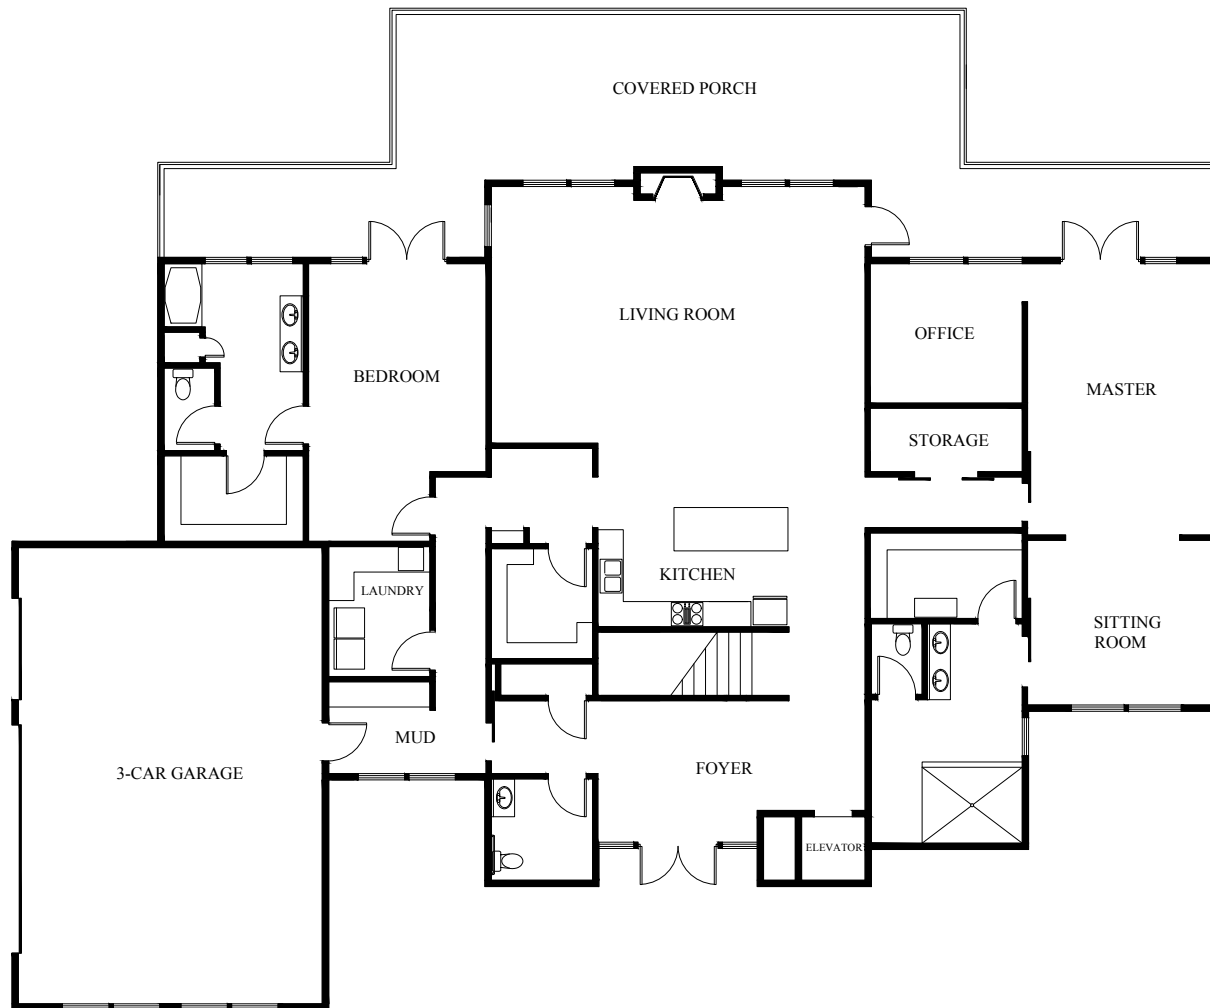 COVERED PORCH
LIVING ROOM
OFFICE
BEDROOM
MASTER
STORAGE
KITCHEN
LAUNDRY
SITTING
ROOM
MUD
FOYER
3-CAR GARAGE
ELEVATOR